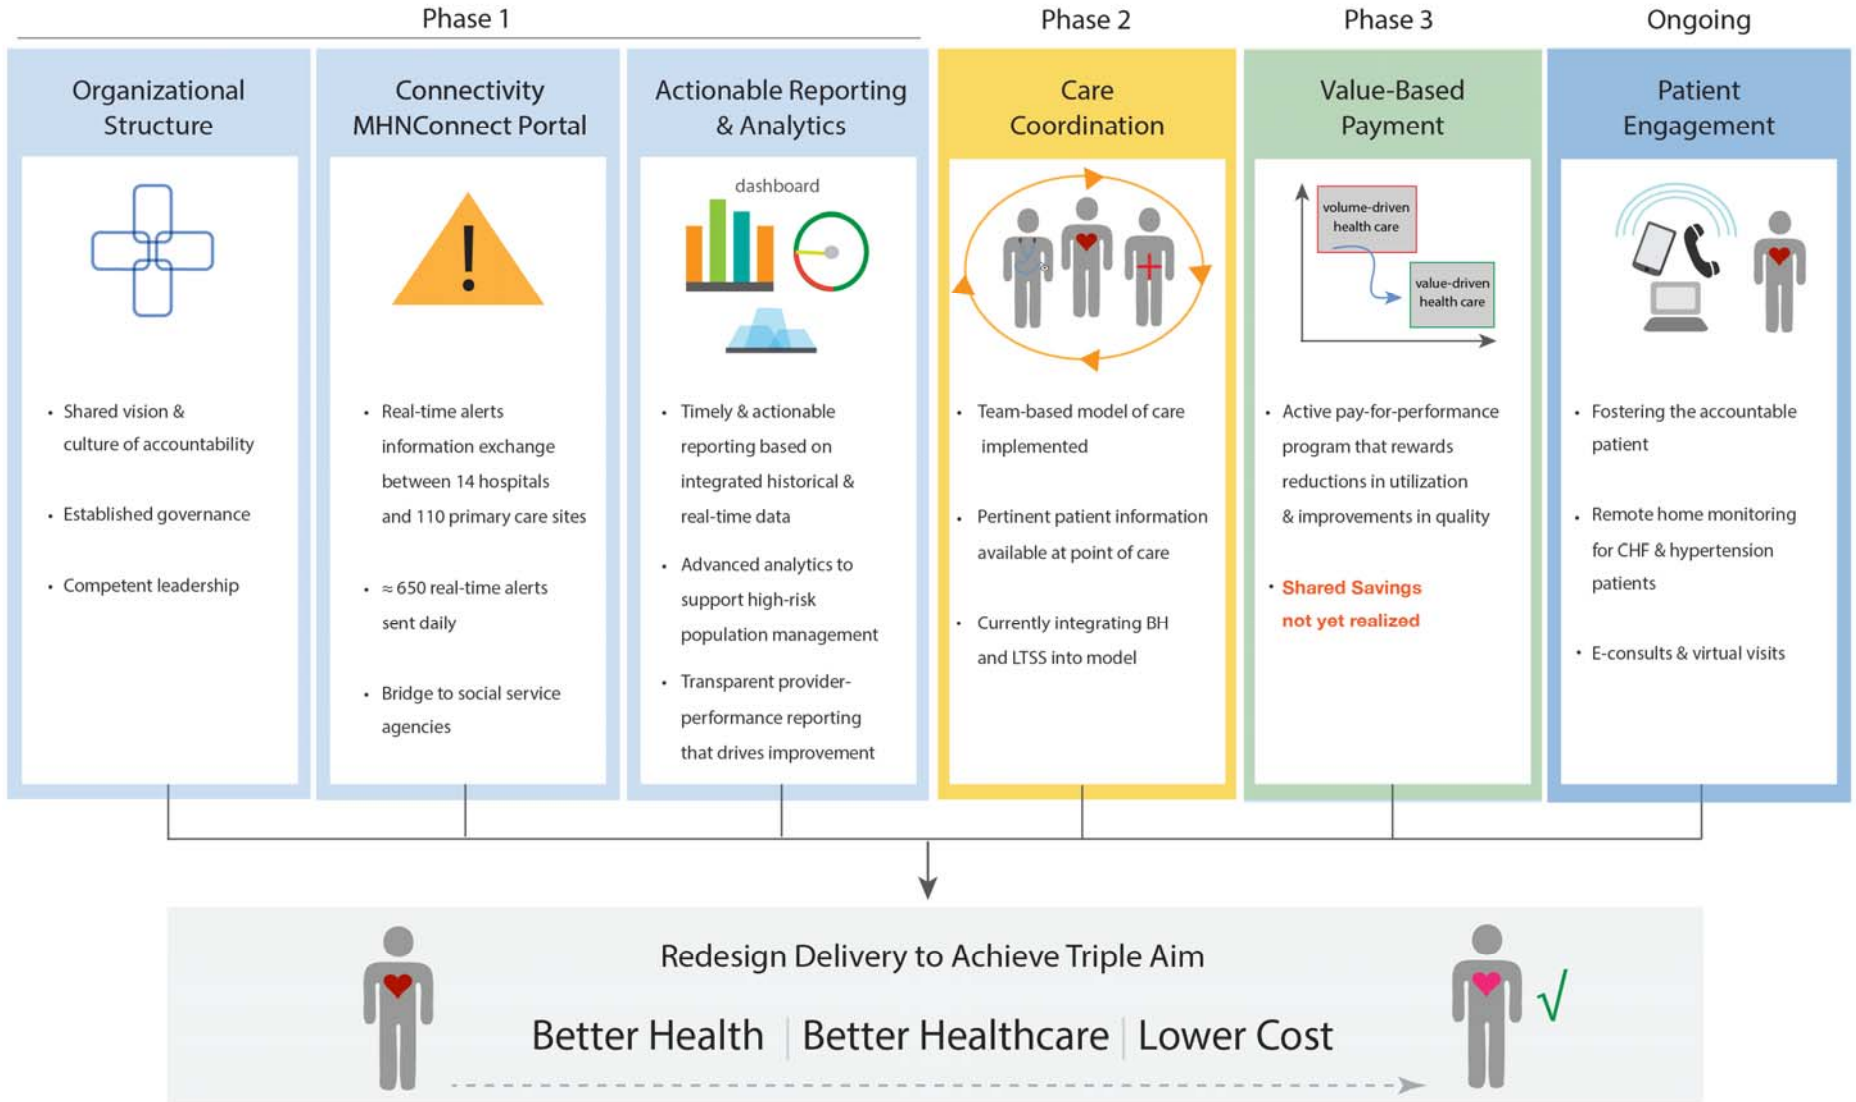 Phase 1
Phase 2
Phase 3
Ongoing
Organizational
Structure
• Shared vision &
culture of accountability
• Established governance
• Competent leadership
Connectivity
MHNConnect Portal
!
• Real-time alerts
information exchange
between 14 hospitals
and 110 primary care sites
• ≈ 650 real-time alerts
sent daily
• Bridge to social service
agencies
Actionable Reporting
& Analytics
dashboard
• Timely & actionable
reporting based on
integrated historical &
real-time data
• Advanced analytics to
support high-risk
population management
• Transparent provider-
performance reporting
that drives improvement
Care
Coordination
• Team-based model of care
implemented
• Pertinent patient information
available at point of care
• Currently integrating BH
and LTSS into model
Value-Based
Payment
volume-driven
health care
value-driven
health care
• Active pay-for-performance
program that rewards
reductions in utilization
& improvements in quality
• Shared Savings
not yet realized
Patient
Engagement
• Fostering the accountable
patient
• Remote home monitoring
for CHF & hypertension
patients
• E-consults & virtual visits
Redesign Delivery to Achieve Triple Aim
Better Health | Better Healthcare | Lower Cost
√